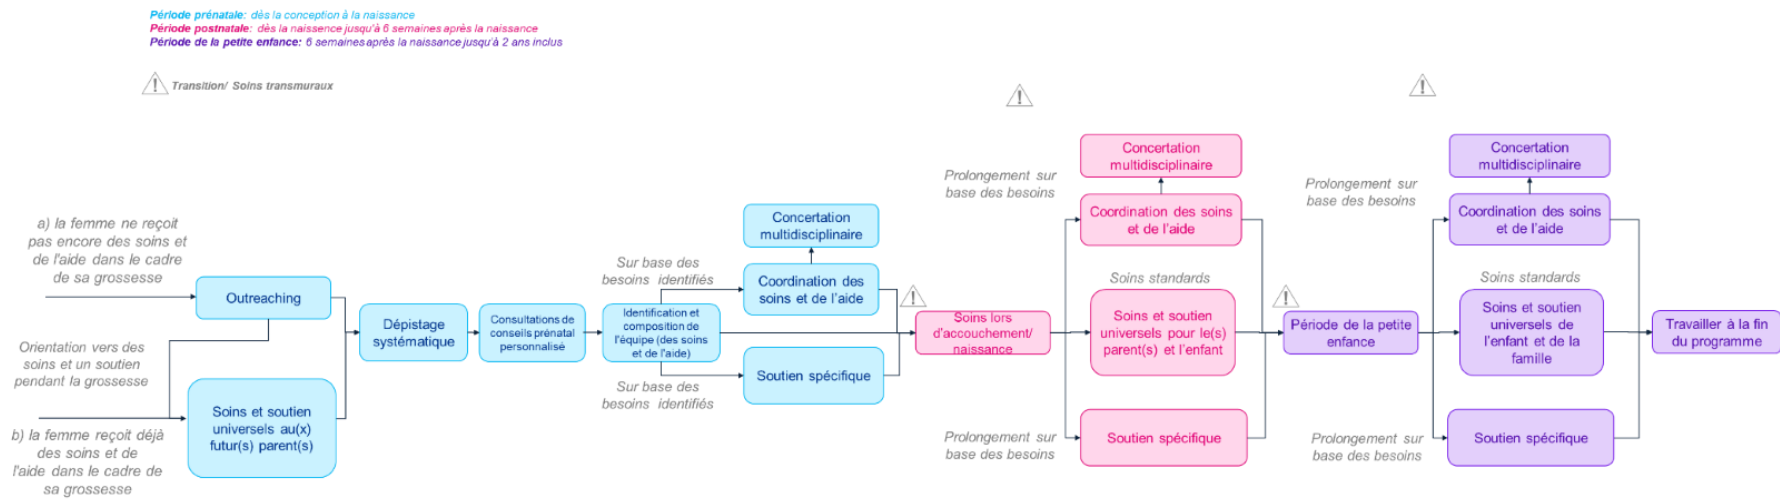 Période prénatale: dès la conception à la naissance
Période postnatale: dès la naissence jusqu'à 6 semaines après la naissance
Période de la petite enfance: 6 semaines après la naissance jusqu'à 2 ans inclus
Transition/ Soins transmuraux
a) la femme ne reçoit
pas encore des soins et
de l'aide dans le cadre
de sa grossesse
Outreaching
Orientation vers des
soins et un soutien
pendant la grossesse
Soins et soutien
universels au(x)
futur(s) parent(s)
b) la femme reçoit déjà
des soins et de
l'aide dans le cadre de
sa grossesse
Dépistage
systématique
Consultations de
conseils prénatal
personnalisé
Identification et
composition de
l'équipe (des soins
et de l'aide)
Sur base des
besoins identifiés
Sur base des
besoins identifiés
Concertation
multidisciplinaire
Coordination des
soins et de l'aide
Soutien spécifique
Soins lors
d'accouchement/
naissance
Prolongement sur
base des besoins
Concertation
multidisciplinaire
Coordination des soins
et de l'aide
Soins standards
Soins et soutien
universels pour le(s)
parent(s) et l'enfant
Prolongement sur
base des besoins
Soutien spécifique
Période de la petite
enfance
Prolongement sur
base des besoins
Concertation
multidisciplinaire
Coordination des soins
et de l'aide
Soins standards
Soins et soutien
universels de
l'enfant et de la
famille
Prolongement sur
base des besoins
Soutien spécifique
Travailler à la fin
du programme